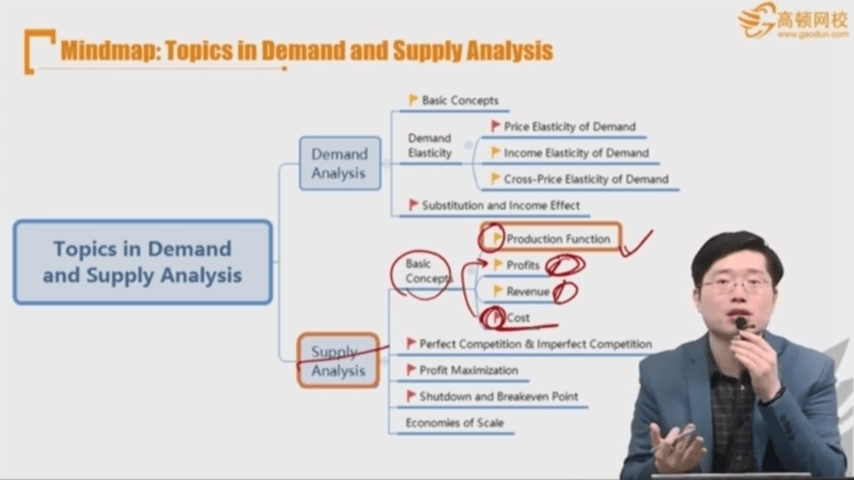 高顿网校
www.gaodun.com
Mindmap: Topics in Demand and Supply Analysis
Topics in Demand
and Supply Analysis
Demand
Analysis
Basic Concepts
Demand
Elasticity
Price Elasticity of Demand
Income Elasticity of Demand
Cross-Price Elasticity of Demand
Substitution and Income Effect
Supply
Analysis
Basic
Concepts
Production Function
Profits
Revenue
Cost
Perfect Competition & Imperfect Competition
Profit Maximization
Shutdown and Breakeven Point
Economies of Scale